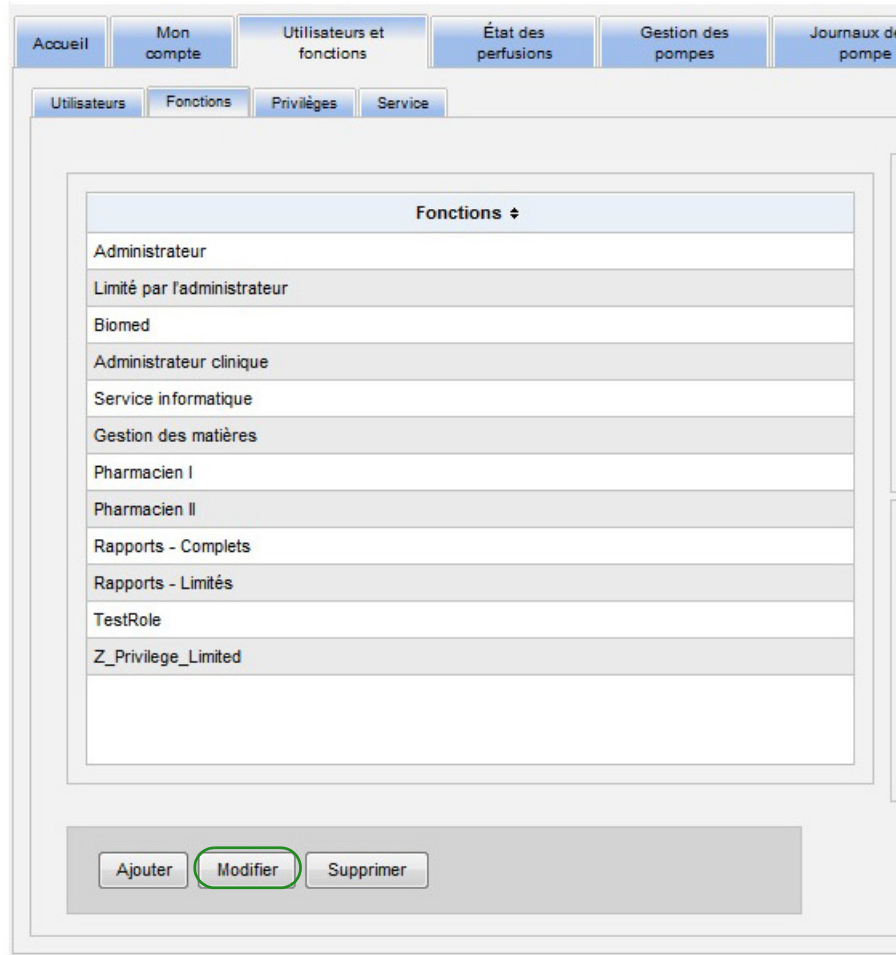 Accueil
Mon
compte
Utilisateurs et
fonctions
État des
perfusions
Gestion des
pompes
Journaux de
pompe
Utilisateurs
Fonctions
Privilèges
Service
Fonctions
Administrateur
Limité par l'administrateur
Biomed
Administrateur clinique
Service informatique
Gestion des matières
Pharmacien I
Pharmacien II
Rapports - Complets
Rapports - Limités
TestRole
Z_Privilege_Limited
Ajouter
Modifier
Supprimer